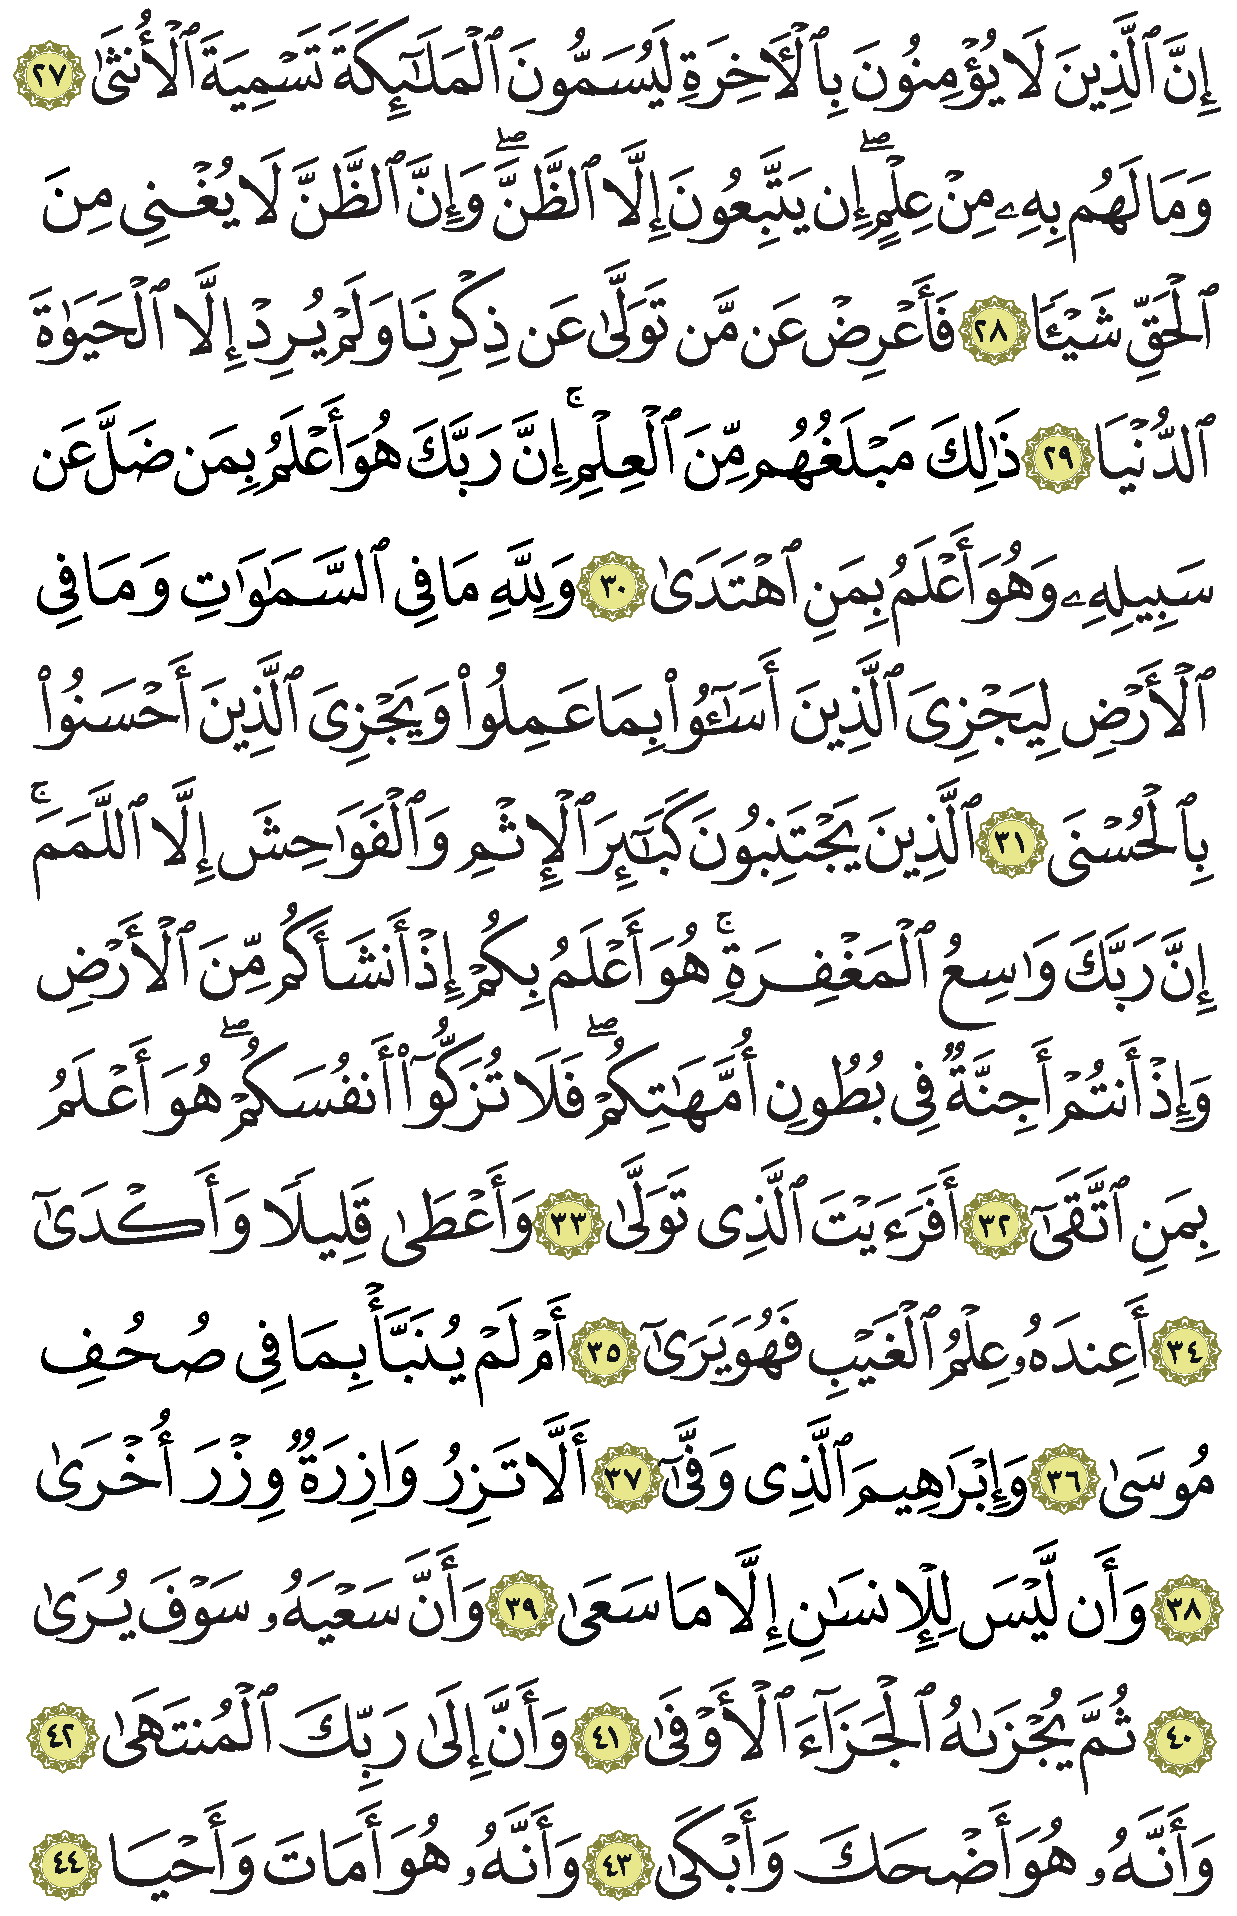 إِنَّ ٱلَّذِينَ لَا يُؤْمِنُونَ بِٱلْأَخِرَةِ لَيُسَمُّونَ ٱلْمَلَـٰٓئِكَةَ تَسْمِيَةَ ٱلْأُنثَىٰ ٢٧
وَمَا لَهُم بِهِۦ مِنْ عِلْمٍ ۖ إِن يَتَّبِعُونَ إِلَّا ٱلظَّنَّ ۖ وَإِنَّ ٱلظَّنَّ لَا يُغْنِى مِنَ
ٱلْحَقِّ شَيْـًٔا ٢٨ فَأَعْرِضْ عَن مَّن تَوَلَّىٰ عَن ذِكْرِنَا وَلَمْ يُرِدْ إِلَّا ٱلْحَيَوٰةَ
ٱلدُّنْيَا ٢٩ ذَٰلِكَ مَبْلَغُهُم مِّنَ ٱلْعِلْمِ ۚ إِنَّ رَبَّكَ هُوَ أَعْلَمُ بِمَن ضَلَّ عَن
سَبِيلِهِۦ وَهُوَ أَعْلَمُ بِمَنِ ٱهْتَدَىٰ ٣٠ وَلِلَّهِ مَا فِى ٱلسَّمَـٰوَٰتِ وَمَا فِى
ٱلْأَرْضِ لِيَجْزِىَ ٱلَّذِينَ أَسَـٰٓـُٔوا۟ بِمَا عَمِلُوا۟ وَيَجْزِىَ ٱلَّذِينَ أَحْسَنُوا۟
بِٱلْحُسْنَى ٣١ ٱلَّذِينَ يَجْتَنِبُونَ كَبَـٰٓئِرَ ٱلْإِثْمِ وَٱلْفَوَٰحِشَ إِلَّا ٱللَّمَمَ ۚ
إِنَّ رَبَّكَ وَٰسِعُ ٱلْمَغْفِرَةِ ۚ هُوَ أَعْلَمُ بِكُمْ إِذْ أَنشَأَكُم مِّنَ ٱلْأَرْضِ
وَإِذْ أَنتُمْ أَجِنَّةٌ فِى بُطُونِ أُمَّهَـٰتِكُمْ ۖ فَلَا تُزَكُّوٓا۟ أَنفُسَكُمْ ۖ هُوَ أَعْلَمُ
بِمَنِ ٱتَّقَىٰٓ ٣٢ أَفَرَءَيْتَ ٱلَّذِى تَوَلَّىٰ ٣٣ وَأَعْطَىٰ قَلِيلًا وَأَكْدَىٰٓ
٣٤ أَعِندَهُۥ عِلْمُ ٱلْغَيْبِ فَهُوَ يَرَىٰٓ ٣٥ أَمْ لَمْ يُنَبَّأْ بِمَا فِى صُحُفِ
مُوسَىٰ ٣٦ وَإِبْرَٰهِيمَ ٱلَّذِى وَفَّىٰٓ ٣٧ أَلَّا تَزِرُ وَازِرَةٌ وِزْرَ أُخْرَىٰ
٣٨ وَأَن لَّيْسَ لِلْإِنسَـٰنِ إِلَّا مَا سَعَىٰ ٣٩ وَأَنَّ سَعْيَهُۥ سَوْفَ يُرَىٰ
٤٠ ثُمَّ يُجْزَىٰهُ ٱلْجَزَآءَ ٱلْأَوْفَىٰ ٤١ وَأَنَّ إِلَىٰ رَبِّكَ ٱلْمُنتَهَىٰ ٤٢
وَأَنَّهُۥ هُوَ أَضْحَكَ وَأَبْكَىٰ ٤٣ وَأَنَّهُۥ هُوَ أَمَاتَ وَأَحْيَا ٤٤